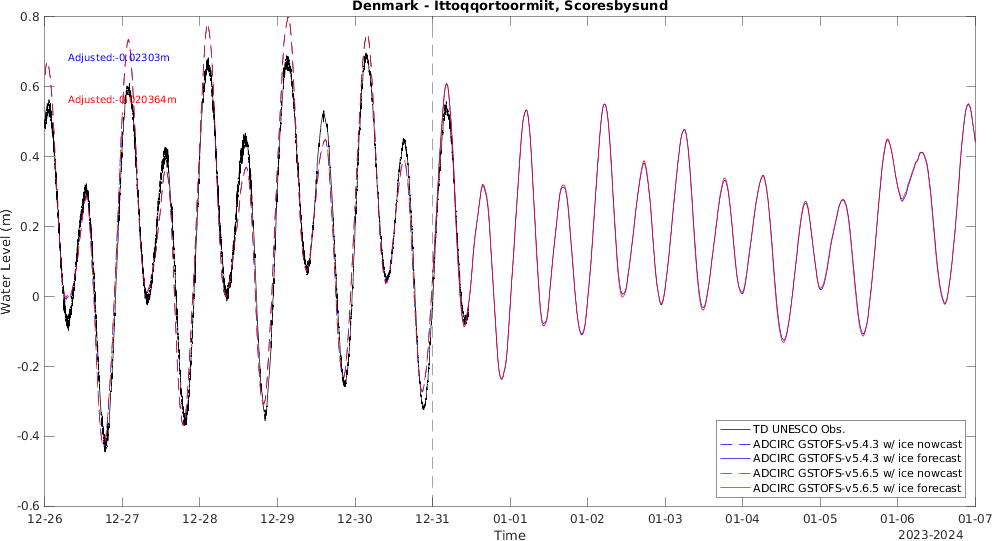 Denmark - Ittoqqortoormiit, Scoresbysund
0.8
0.6
0.4
0.2
0
-0.2
-0.4
-0.6
Water Level (m)
Adjusted:-0.02303m
Adjusted:-0.020364m
TD UNESCO Obs.
ADCIRC GSTOFS-v5.4.3 w/ ice nowcast
ADCIRC GSTOFS-v5.4.3 w/ ice forecast
ADCIRC GSTOFS-v5.6.5 w/ ice nowcast
ADCIRC GSTOFS-v5.6.5 w/ ice forecast
12-26 12-27 12-28 12-29 12-30 12-31 01-01 01-02 01-03 01-04 01-05 01-06 01-07
Time
2023-2024